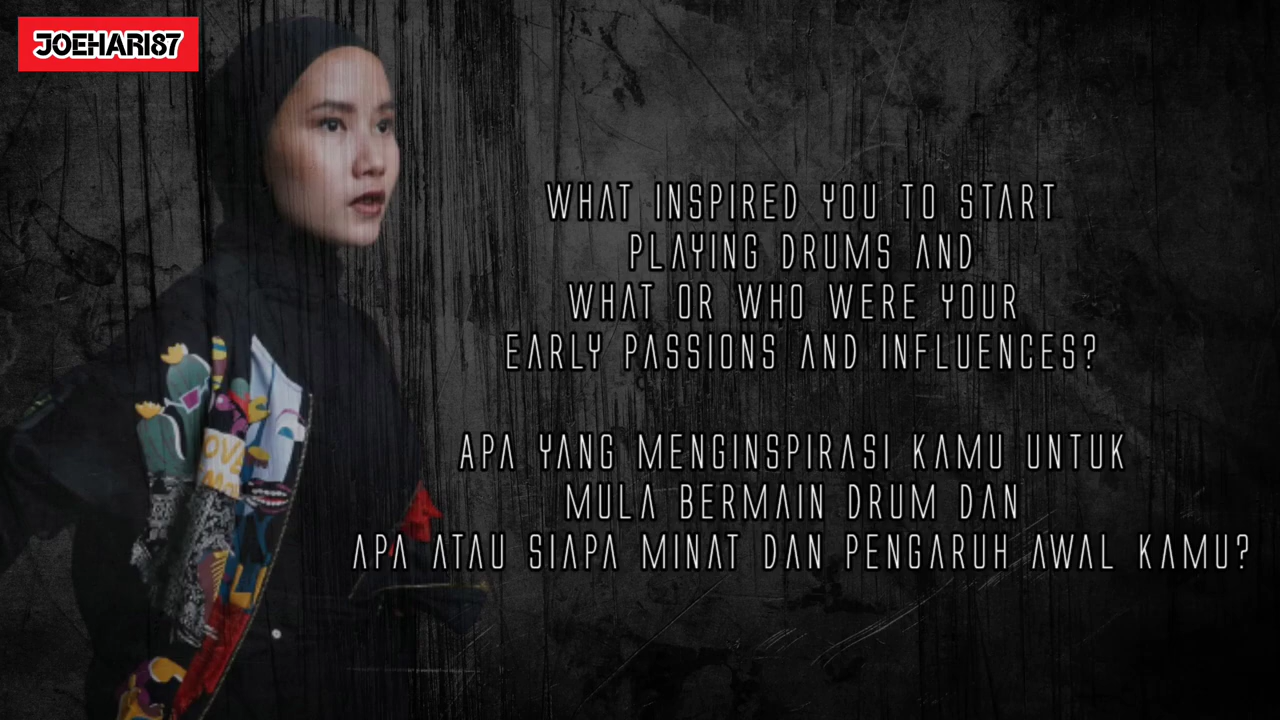 JOEHARI87
WHAT INSPIRED YOU TO START
PLAYING DRUMS AND
WHAT OR WHO WERE YOUR
EARLY PASSIONS AND INFLUENCES?
APA YANG MENGINSPIRASI KAMU UNTUK
MULA BERMAIN DRUM DAN
APA ATAU SIAPA MINAT DAN PENGARUH AWAL KAMU?